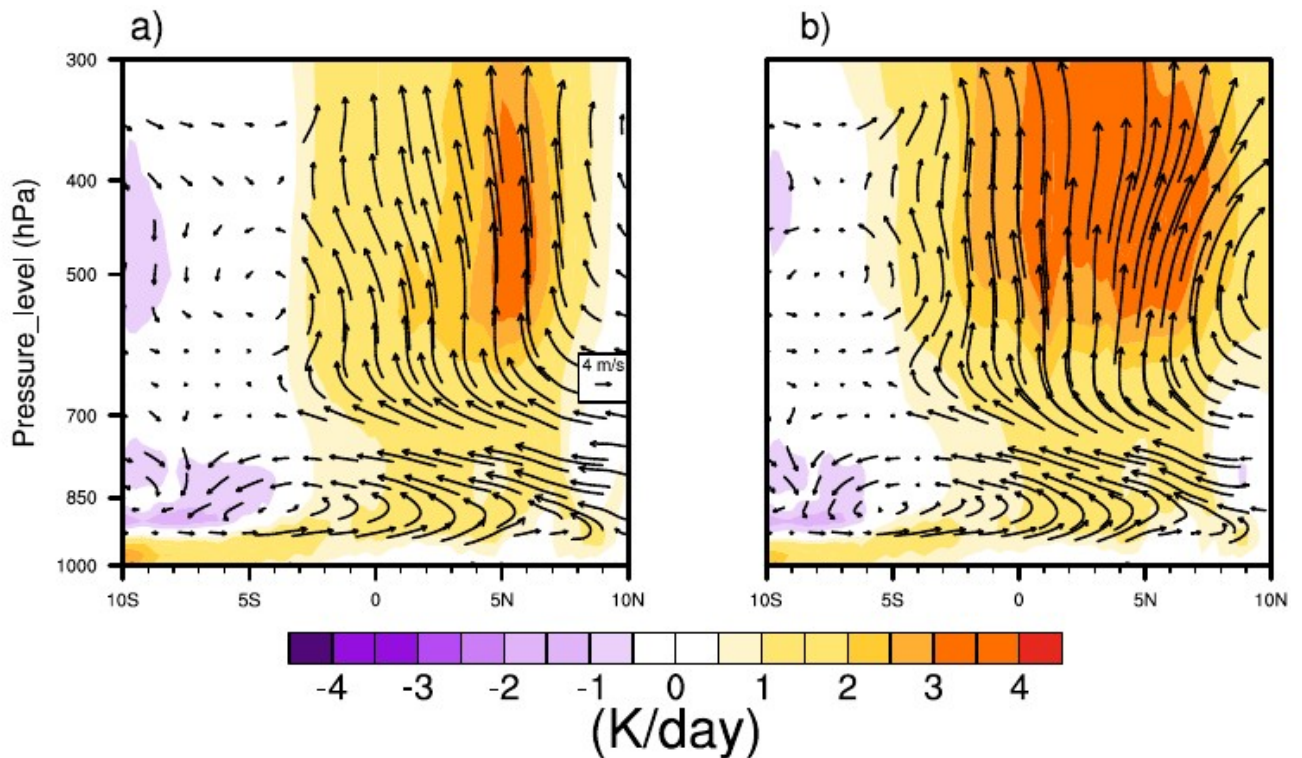 a)
b)
300
400
500
700
850
1000
Pressure_level (hPa)
4 m/s
10S 5S 0 5N 10N
10S 5S 0 5N 10N
-4 -3 -2 -1 0 1 2 3 4
(K/day)